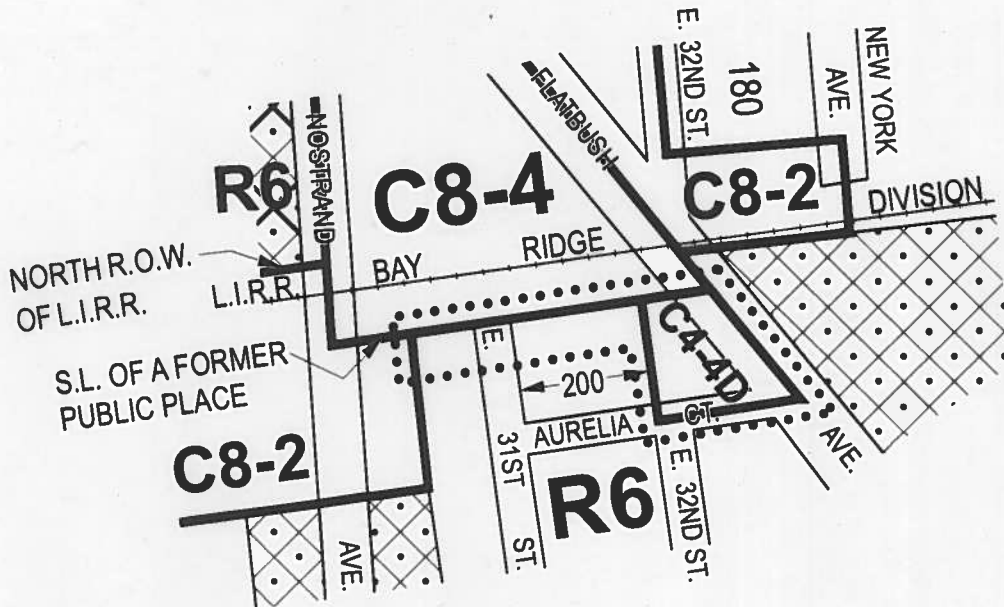 E. 32ND ST.
180
AVE.
NEW YORK
FLATBUSH
NOSTRAND
R6
C8-4
C8-2
DIVISION
RIDGE
BAY
L.I.R.R.
NORTH R.O.W.
OF L.I.R.R.
S.L. OF A FORMER
PUBLIC PLACE
E.
C4-4D
200
CT.
AURELIA
AVE.
C8-2
31ST
R6
E. 32ND ST.
AVE.
ST.